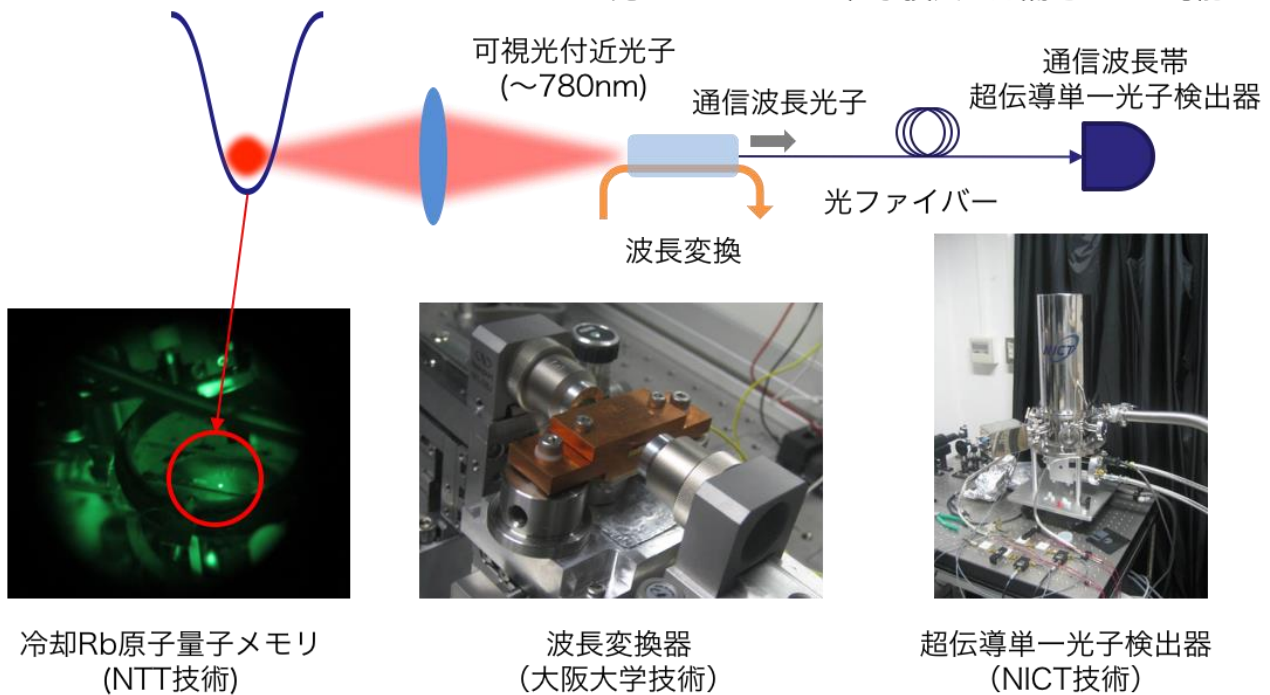 可視光付近光子
(～780nm)
通信波長光子
通信波長帯
超伝導単一光子検出器
光ファイバー
波長変換
NICT
冷却Rb原子量子メモリ
(NTT技術)
波長変換器
（大阪大学技術）
超伝導単一光子検出器
（NICT技術）